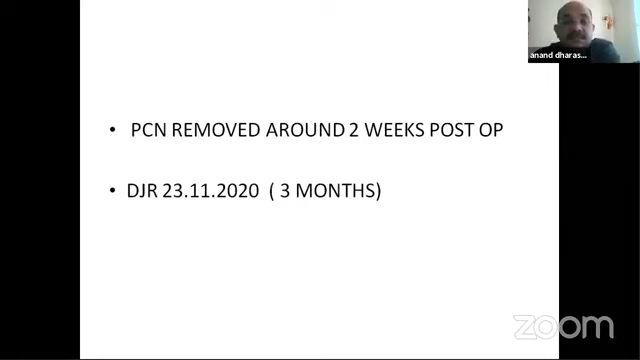 anand dharas...
• PCN REMOVED AROUND 2 WEEKS POST OP
• DJR 23.11.2020 ( 3 MONTHS)
zoom